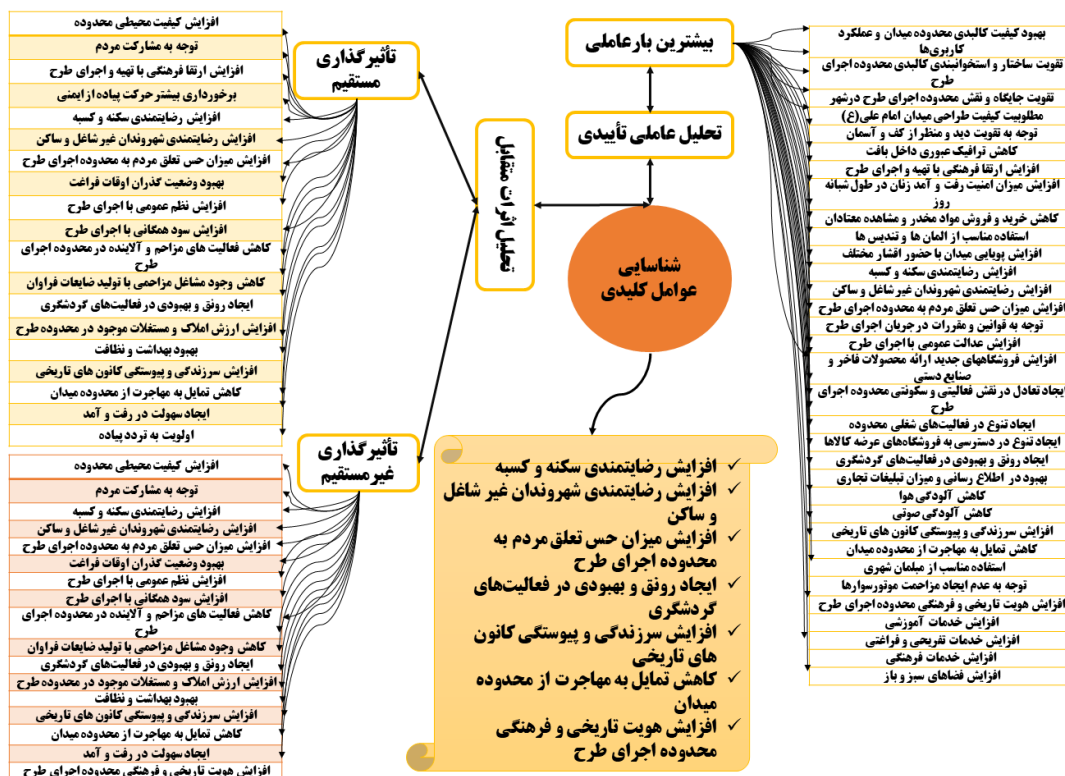 بیشترین بارعاملی
تحلیل عاملی تأییدی
شناسایی
عوامل کلیدی
تحلیل اثرات متقابل
تأثیرگذاری
مستقیم
تأثیرگذاری
غیرمستقیم
بهبود کیفیت کالبدی محدوده میدان و عملکرد
کاربری‌ها
تقویت ساختار و استخوانبندی کالبدی محدوده اجرای
طرح
تقویت جایگاه و نقش محدوده اجرای طرح درشهر
مطلوبیت کیفیت طراحی میدان امام علی(ع)
توجه به تقویت دید و منظر از کف و آسمان
کاهش ترافیک عبوری داخل بافت
افزایش ارتقا فرهنگی با تهیه و اجرای طرح
افزایش میزان امنیت رفت و آمد زنان در طول شبانه
روز
کاهش خرید و فروش مواد مخدر و مشاهده معتادان
استفاده مناسب از المان ها و تندیس ها
افزایش پویایی میدان با حضور اقشار مختلف
افزایش رضایتمندی سکنه و کسبه
افزایش رضایتمندی شهروندان غیر شاغل و ساکن
افزایش میزان حس تعلق مردم به محدوده اجرای طرح
توجه به قوانین و مقررات در جریان اجرای طرح
افزایش عدالت عمومی با اجرای طرح
افزایش فروشگاههای جدید ارائه محصولات فاخر و
صنایع دستی
ایجاد تعادل در نقش فعالیتی و سکونتی محدوده اجرای
طرح
ایجاد تنوع در فعالیت‌های شغلی محدوده
ایجاد تنوع در دسترسی به فروشگاه‌های عرضه کالاها
ایجاد رونق و بهبودی در فعالیت‌های گردشگری
بهبود در اطلاع رسانی و میزان تبلیغات تجاری
کاهش آلودگی هوا
کاهش آلودگی صوتی
افزایش سرزندگی و پیوستگی کانون های تاریخی
کاهش تمایل به مهاجرت از محدوده میدان
استفاده مناسب از مبلمان شهری
توجه به عدم ایجاد مزاحمت موتورسوارها
افزایش هویت تاریخی و فرهنگی محدوده اجرای طرح
افزایش خدمات آموزشی
افزایش خدمات تفریحی و فراغتی
افزایش خدمات فرهنگی
افزایش فضاهای سبز و باز
افزایش کیفیت محیطی محدوده
توجه به مشارکت مردم
افزایش ارتقا فرهنگی با تهیه و اجرای طرح
برخورداری بیشتر حرکت پیاده از ایمنی
افزایش رضایتمندی سکنه و کسبه
افزایش رضایتمندی شهروندان غیر شاغل و ساکن
افزایش میزان حس تعلق مردم به محدوده اجرای طرح
بهبود وضعیت گذران اوقات فراغت
افزایش نظم عمومی با اجرای طرح
افزایش سود همگانی با اجرای طرح
کاهش فعالیت های مزاحم و آلاینده در محدوده اجرای
طرح
کاهش وجود مشاغل مزاحمی با تولید ضایعات فراوان
ایجاد رونق و بهبودی در فعالیت‌های گردشگری
افزایش ارزش املاک و مستغلات موجود در محدوده طرح
بهبود بهداشت و نظافت
افزایش سرزندگی و پیوستگی کانون های تاریخی
کاهش تمایل به مهاجرت از محدوده میدان
ایجاد سهولت در رفت و آمد
اولویت به تردد پیاده
افزایش کیفیت محیطی محدوده
توجه به مشارکت مردم
افزایش رضایتمندی سکنه و کسبه
افزایش رضایتمندی شهروندان غیر شاغل و ساکن
افزایش میزان حس تعلق مردم به محدوده اجرای طرح
بهبود وضعیت گذران اوقات فراغت
افزایش نظم عمومی با اجرای طرح
افزایش سود همگانی با اجرای طرح
کاهش فعالیت های مزاحم و آلاینده در محدوده اجرای
طرح
کاهش وجود مشاغل مزاحمی با تولید ضایعات فراوان
ایجاد رونق و بهبودی در فعالیت‌های گردشگری
افزایش ارزش املاک و مستغلات موجود در محدوده طرح
بهبود بهداشت و نظافت
افزایش سرزندگی و پیوستگی کانون های تاریخی
کاهش تمایل به مهاجرت از محدوده میدان
ایجاد سهولت در رفت و آمد
افزایش هویت تاریخی و فرهنگی محدوده اجرای طرح
✓ افزایش رضایتمندی سکنه و کسبه
✓ افزایش رضایتمندی شهروندان غیر شاغل
و ساکن
✓ افزایش میزان حس تعلق مردم به
محدوده اجرای طرح
✓ ایجاد رونق و بهبودی در فعالیت‌های
گردشگری
✓ افزایش سرزندگی و پیوستگی کانون
های تاریخی
✓ کاهش تمایل به مهاجرت از محدوده
میدان
✓ افزایش هویت تاریخی و فرهنگی
محدوده اجرای طرح